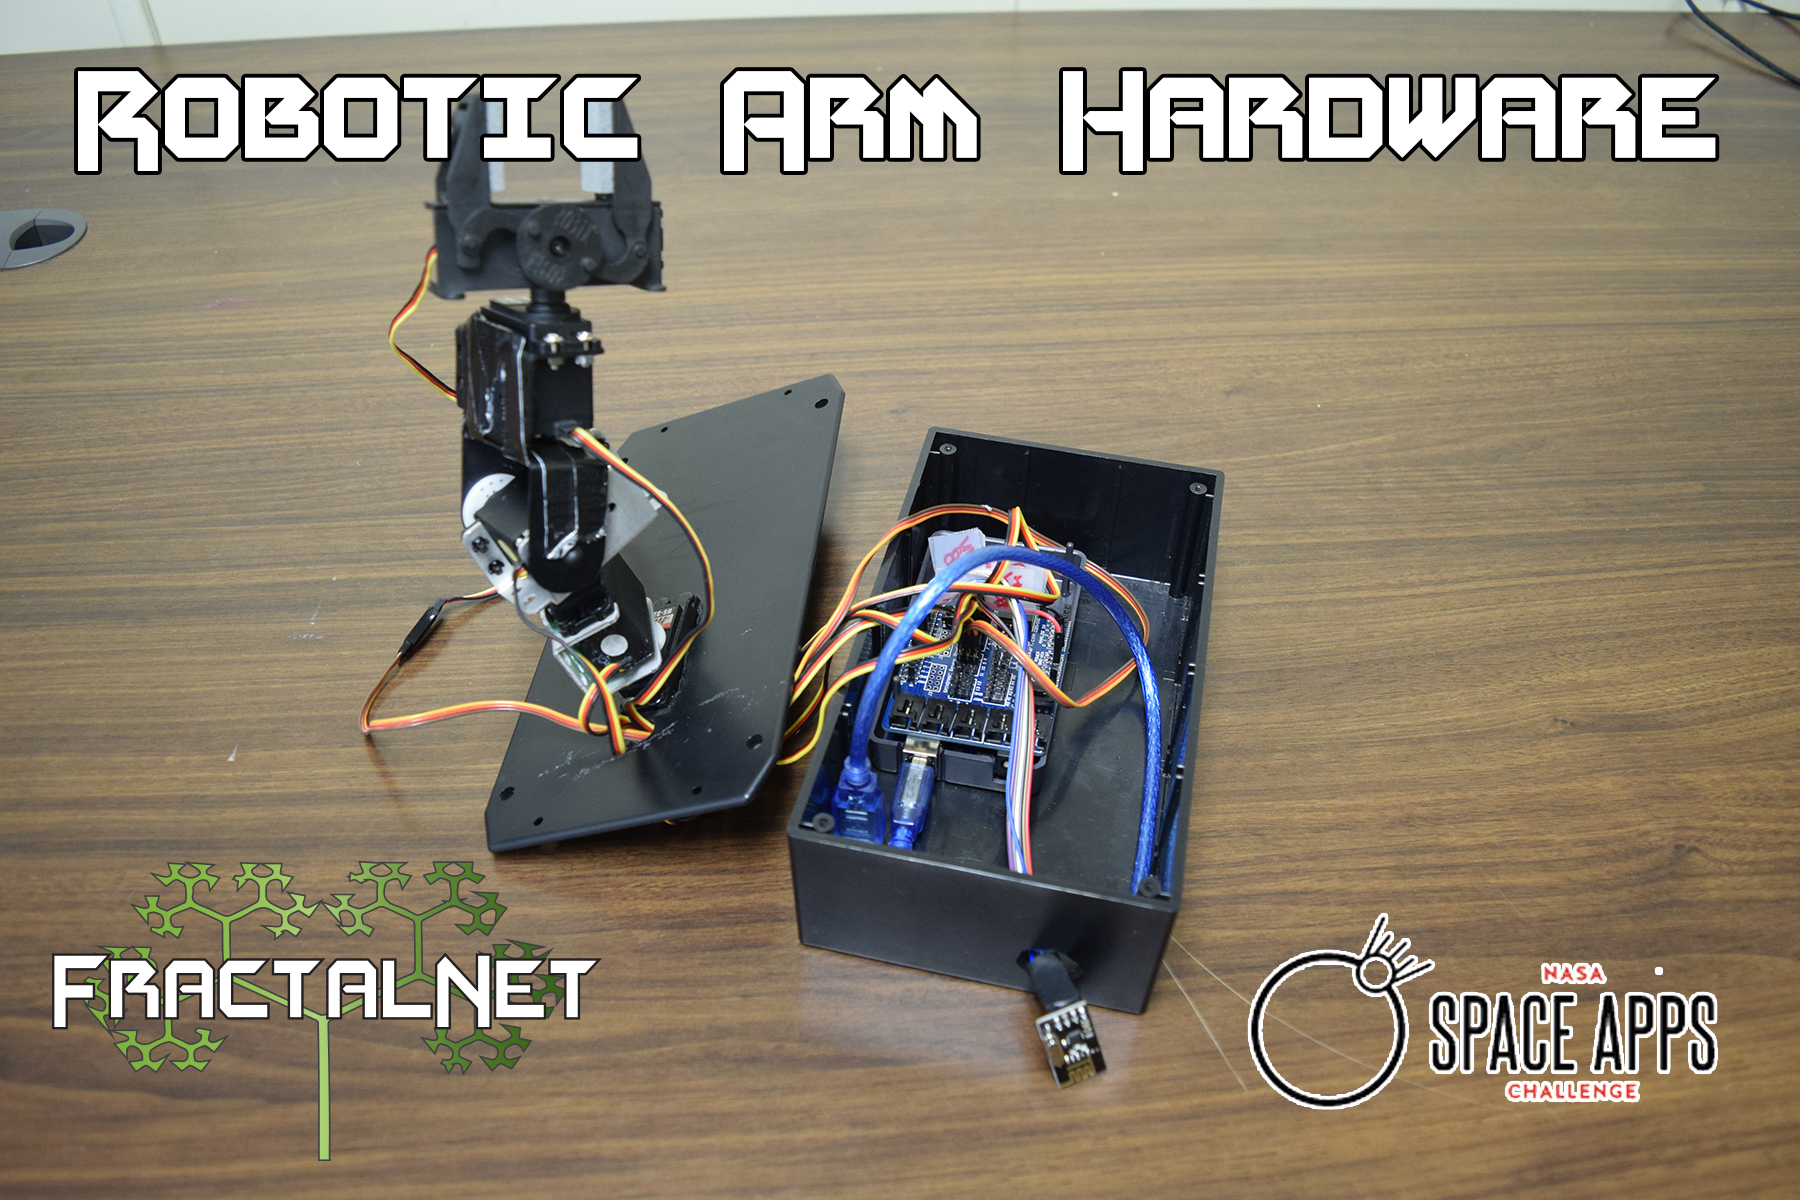 Robotic Arm Hardware
FractalNet
NASA
SPACE APPS
CHALLENGE